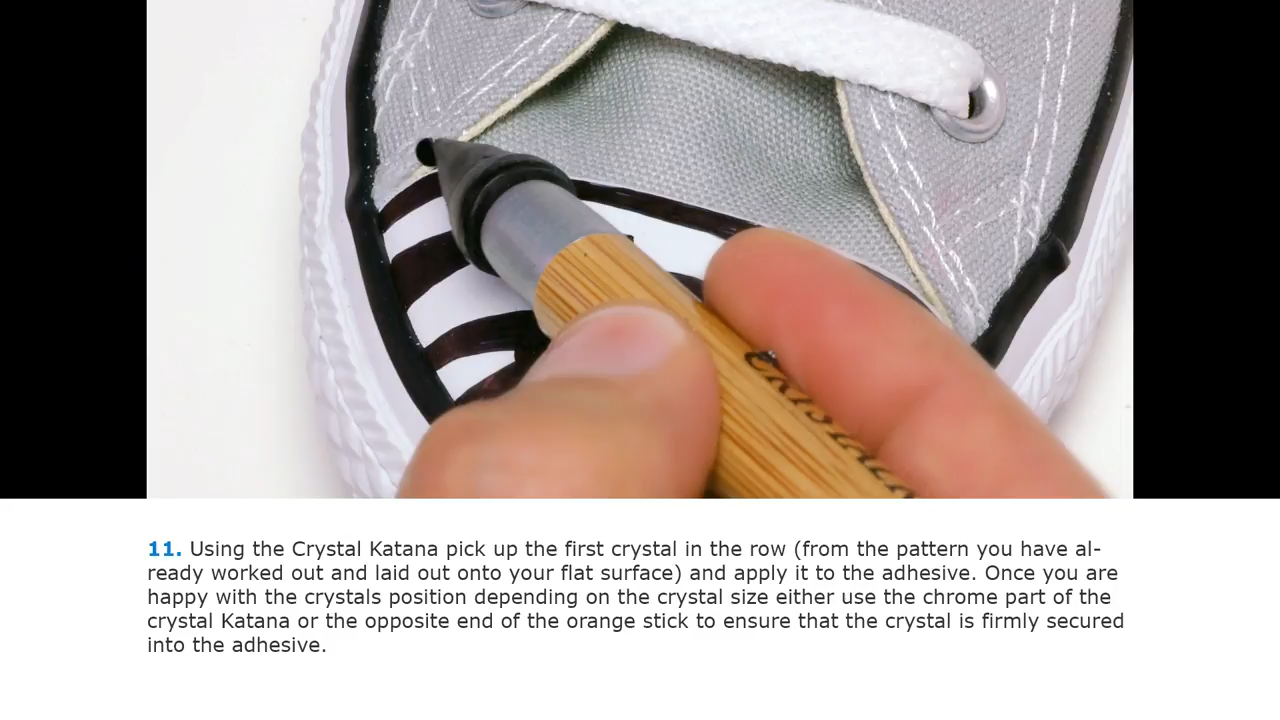 11. Using the Crystal Katana pick up the first crystal in the row (from the pattern you have al-
ready worked out and laid out onto your flat surface) and apply it to the adhesive. Once you are
happy with the crystals position depending on the crystal size either use the chrome part of the
crystal Katana or the opposite end of the orange stick to ensure that the crystal is firmly secured
into the adhesive.